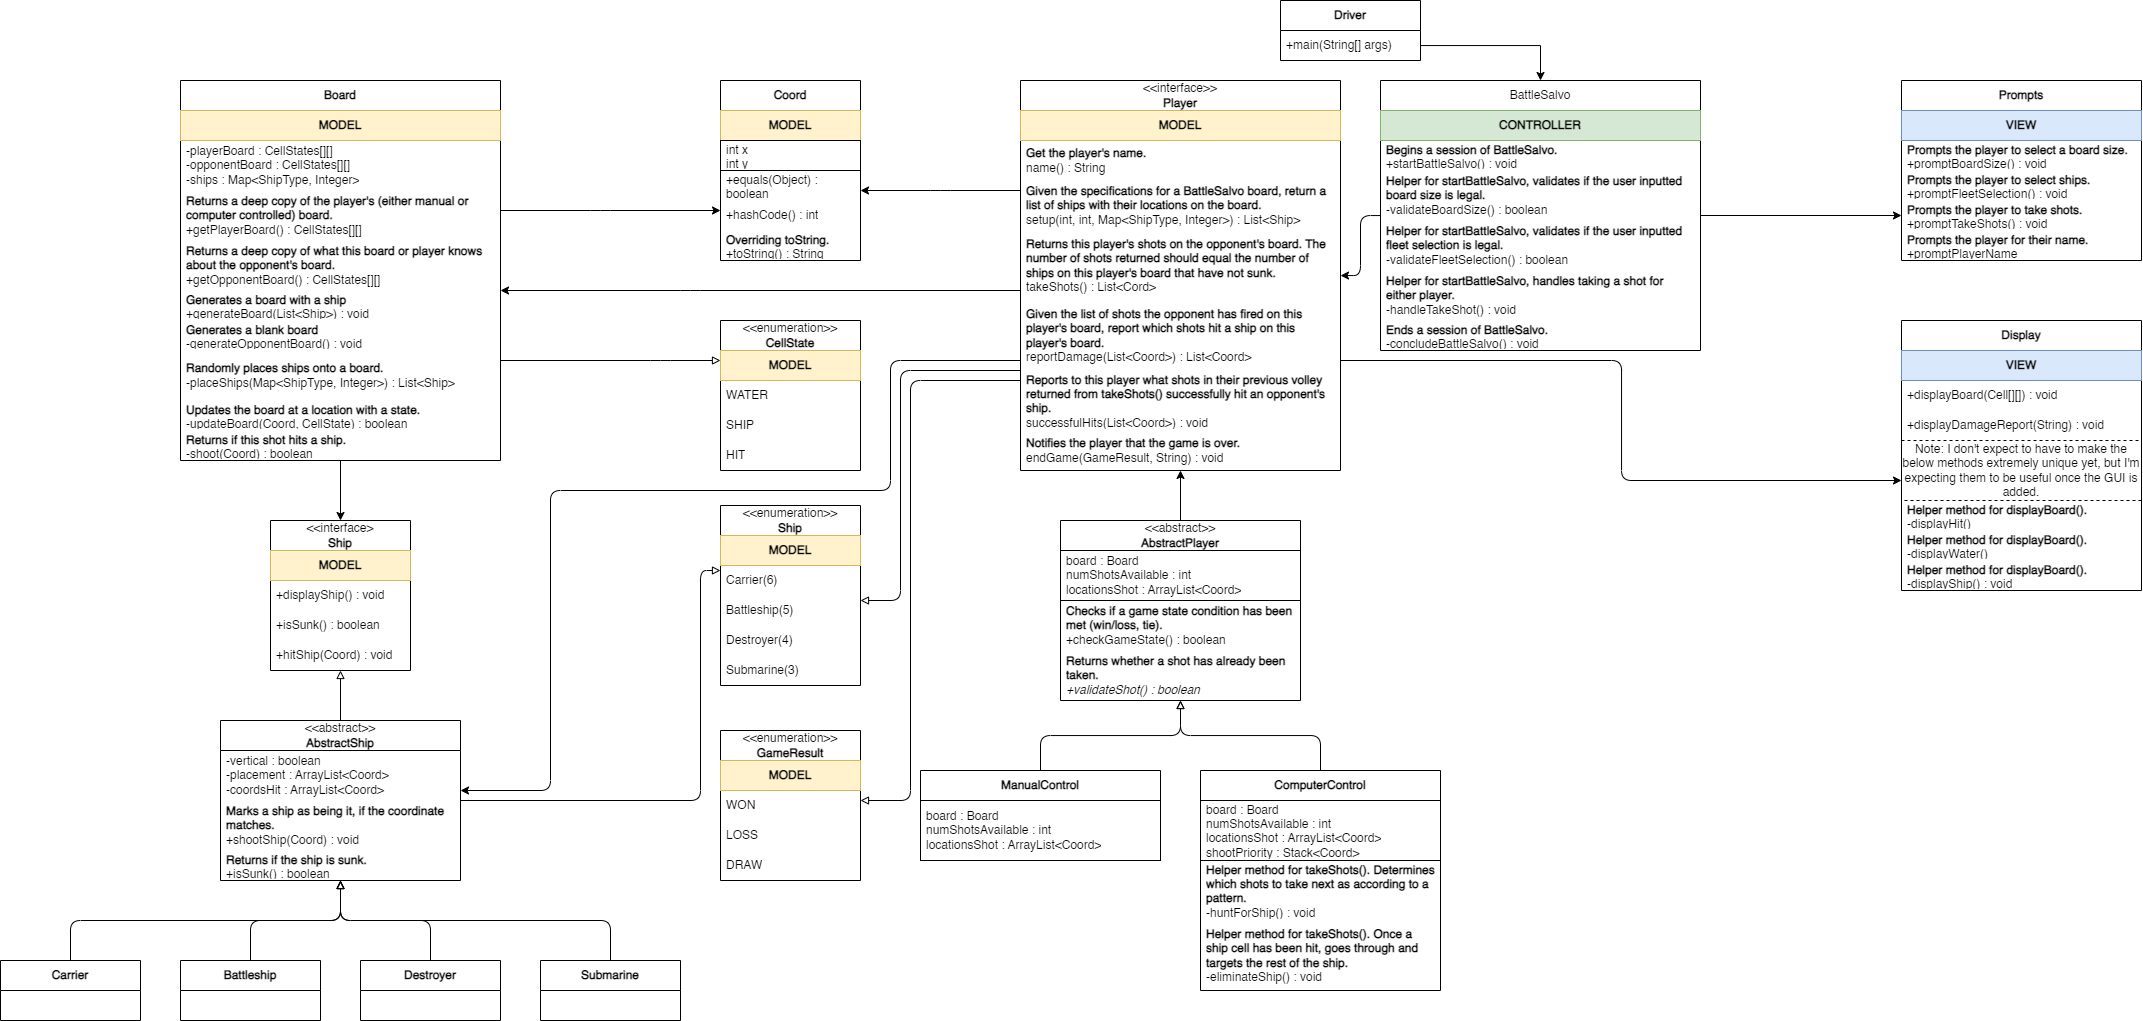 Driver
+main(String[] args)
Board
MODEL
-playerBoard : CellStates[][]
-opponentBoard : CellStates[][]
-ships : Map<ShipType, Integer>
Returns a deep copy of the player's (either manual or
computer controlled) board.
+getPlayerBoard() : CellStates[][]
Returns a deep copy of what this board or player knows
about the opponent's board.
+getOpponentBoard() : CellStates[][]
Generates a board with a ship
+generateBoard(List<Ship>) : void
Generates a blank board
-generateOpponentBoard() : void
Randomly places ships onto a board.
-placeShips(Map<ShipType, Integer>) : List<Ship>
Updates the board at a location with a state.
-updateBoard(Coord, CellState) : boolean
Returns if this shot hits a ship.
-shoot(Coord) : boolean
Coord
MODEL
int x
int y
+equals(Object) :
boolean
+hashCode() : int
Overriding toString.
+toString() : String
<<interface>>
Player
MODEL
Get the player's name.
name() : String
Given the specifications for a BattleSalvo board, return a
list of ships with their locations on the board.
setup(int, int, Map<ShipType, Integer>) : List<Ship>
Returns this player's shots on the opponent's board. The
number of shots returned should equal the number of
ships on this player's board that have not sunk.
takeShots() : List<Cord>
Given the list of shots the opponent has fired on this
player's board, report which shots hit a ship on this
player's board.
reportDamage(List<Coord>) : List<Coord>
Reports to this player what shots in their previous volley
returned from takeShots() successfully hit an opponent's
ship.
successfulHits(List<Coord>) : void
Notifies the player that the game is over.
endGame(GameResult, String) : void
BattleSalvo
CONTROLLER
Begins a session of BattleSalvo.
+startBattleSalvo() : void
Helper for startBattleSalvo, validates if the user inputted
board size is legal.
-validateBoardSize() : boolean
Helper for startBattleSalvo, validates if the user inputted
fleet selection is legal.
-validateFleetSelection() : boolean
Helper for startBattleSalvo, handles taking a shot for
either player.
-handleTakeShot() : void
Ends a session of BattleSalvo.
-concludeBattleSalvo() : void
Prompts
VIEW
Prompts the player to select a board size.
+promptBoardSize() : void
Prompts the player to select ships.
+promptFleetSelection() : void
Prompts the player to take shots.
+promptTakeShots() : void
Prompts the player for their name.
+promptPlayerName
<<enumeration>>
CellState
MODEL
WATER
SHIP
HIT
Display
VIEW
+displayBoard(Cell[][]) : void
+displayDamageReport(String) : void
Note: I don't expect to have to make the
below methods extremely unique yet, but I'm
expecting them to be useful once the GUI is
added.
Helper method for displayBoard().
-displayHit()
Helper method for displayBoard().
-displayWater()
Helper method for displayBoard().
-displayShip() : void
<<interface>
Ship
MODEL
+displayShip() : void
+isSunk() : boolean
+hitShip(Coord) : void
<<enumeration>>
Ship
MODEL
Carrier(6)
Battleship(5)
Destroyer(4)
Submarine(3)
<<abstract>>
AbstractPlayer
board : Board
numShotsAvailable : int
locationsShot : ArrayList<Coord>
Checks if a game state condition has been
met (win/loss, tie).
+checkGameState() : boolean
Returns whether a shot has already been
taken.
+validateShot() : boolean
<<abstract>>
AbstractShip
-vertical : boolean
-placement : ArrayList<Coord>
-coordsHit : ArrayList<Coord>
Marks a ship as being it, if the coordinate
matches.
+shootShip(Coord) : void
Returns if the ship is sunk.
+isSunk() : boolean
<<enumeration>>
GameResult
MODEL
WON
LOSS
DRAW
ManualControl
board : Board
numShotsAvailable : int
locationsShot : ArrayList<Coord>
ComputerControl
board : Board
numShotsAvailable : int
locationsShot : ArrayList<Coord>
shootPriority : Stack<Coord>
Helper method for takeShots(). Determines
which shots to take next as according to a
pattern.
-huntForShip() : void
Helper method for takeShots(). Once a
ship cell has been hit, goes through and
targets the rest of the ship.
-eliminateShip() : void
Carrier
Battleship
Destroyer
Submarine